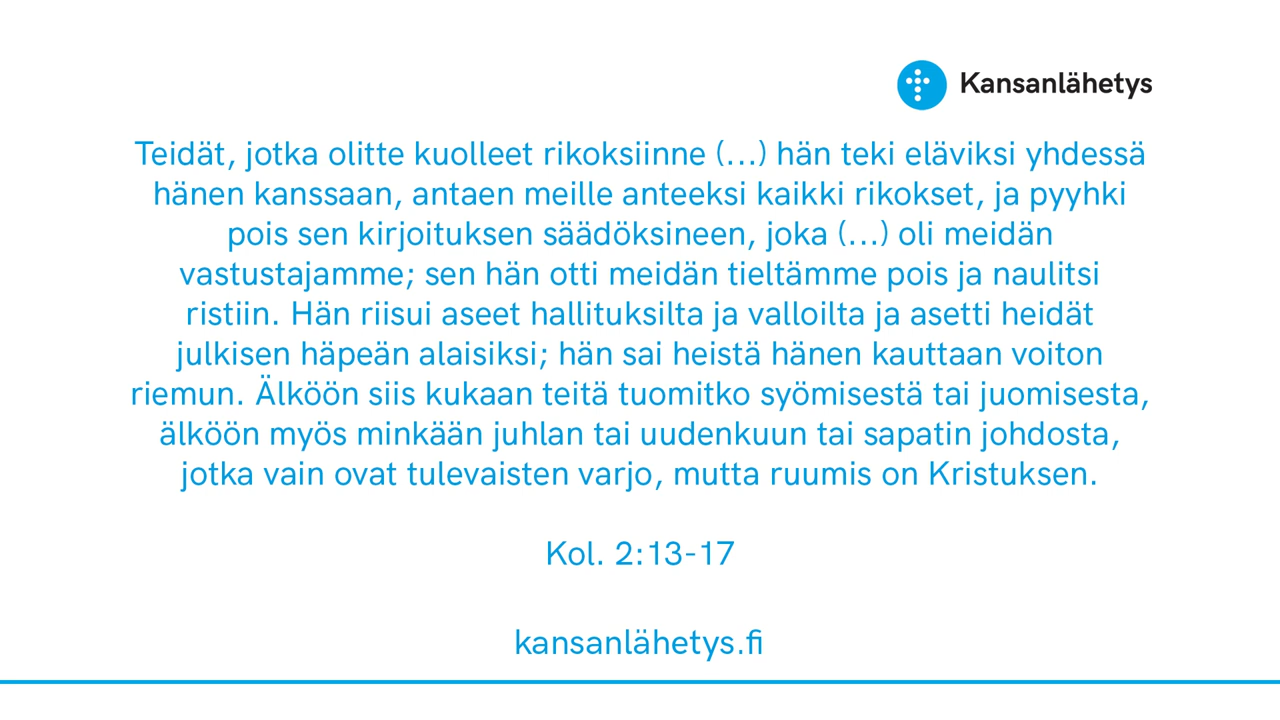 Kansanlähetys
Teidät, jotka olitte kuolleet rikoksiinne (...) hän teki eläviksi yhdessä
hänen kanssaan, antaen meille anteeksi kaikki rikokset, ja pyyhki
pois sen kirjoituksen säädöksineen, joka (...) oli meidän
vastustajamme; sen hän otti meidän tieltämme pois ja naulitsi
ristiin. Hän riisui aseet hallituksilta ja valloilta ja asetti heidät
julkisen häpeän alaisiksi; hän sai heistä hänen kauttaan voiton
riemun. Älköön siis kukaan teitä tuomitko syömisestä tai juomisesta,
älköön myös minkään juhlan tai uudenkuun tai sapatin johdosta,
jotka vain ovat tulevaisten varjo, mutta ruumis on Kristuksen.
Kol. 2:13-17
kansanlähetys.fi